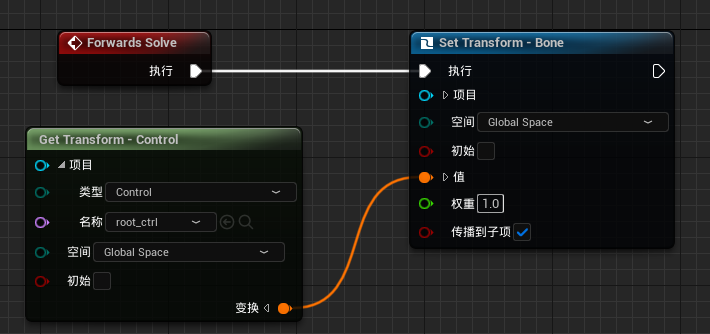 Forwards Solve
执行
Set Transform - Bone
执行
项目
空间 Global Space
初始
值
权重 1.0
传播到子项
Get Transform - Control
项目
类型 Control
名称 root_ctrl
空间 Global Space
初始
变换